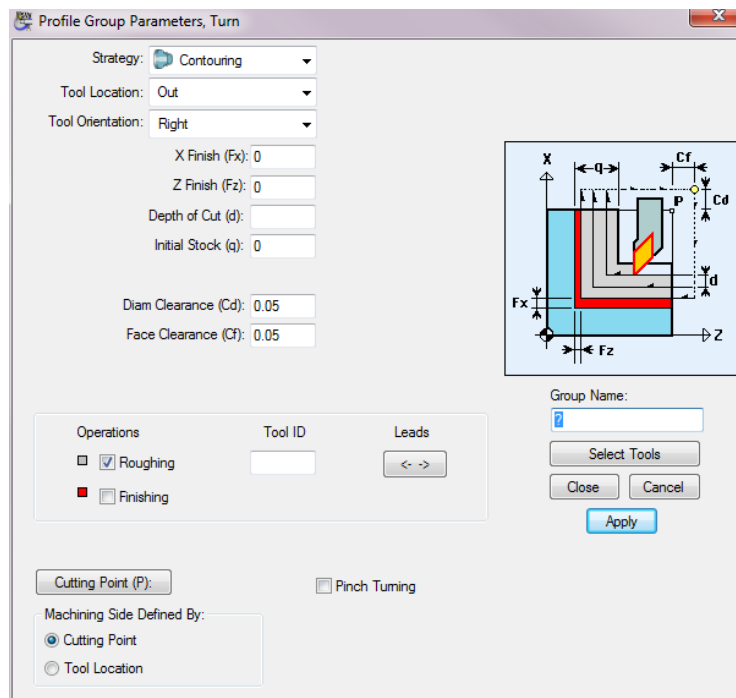 Profile Group Parameters, Turn
Strategy: Contouring
Tool Location: Out
Tool Orientation: Right
X Finish (Fx): 0
Z Finish (Fz): 0
Depth of Cut (d):
Initial Stock (q): 0
Diam Clearance (Cd): 0.05
Face Clearance (Cf): 0.05
X
q
Cf
P
Cd
d
Fx
Fz
Z
Group Name:
?
Select Tools
Close Cancel
Apply
Operations Tool ID Leads
Roughing <- ->
Finishing
Cutting Point (P):
Pinch Turning
Machining Side Defined By:
Cutting Point
Tool Location